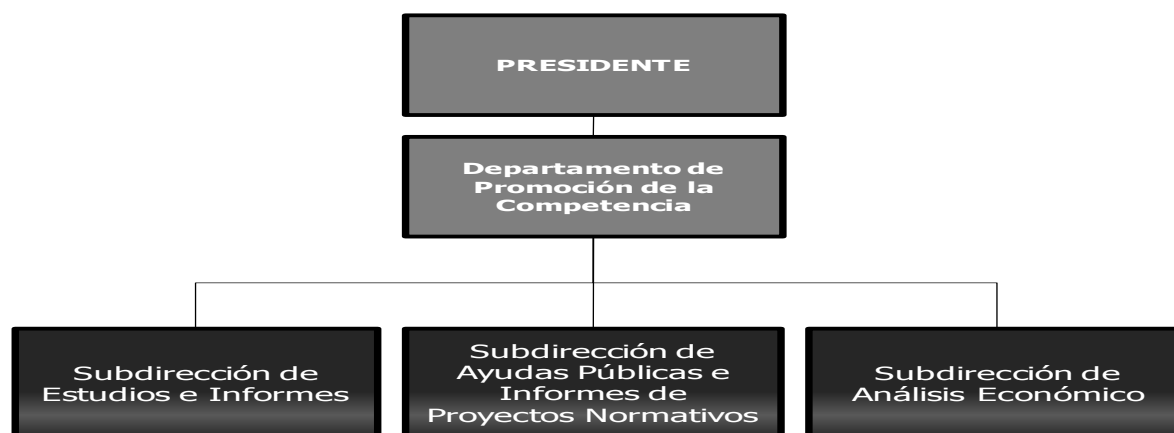 PRESIDENTE
Departamento de
Promoción de la
Competencia
Subdirección de
Estudios e Informes
Subdirección de
Ayudas Públicas e
Informes de
Proyectos Normativos
Subdirección de
Análisis Económico